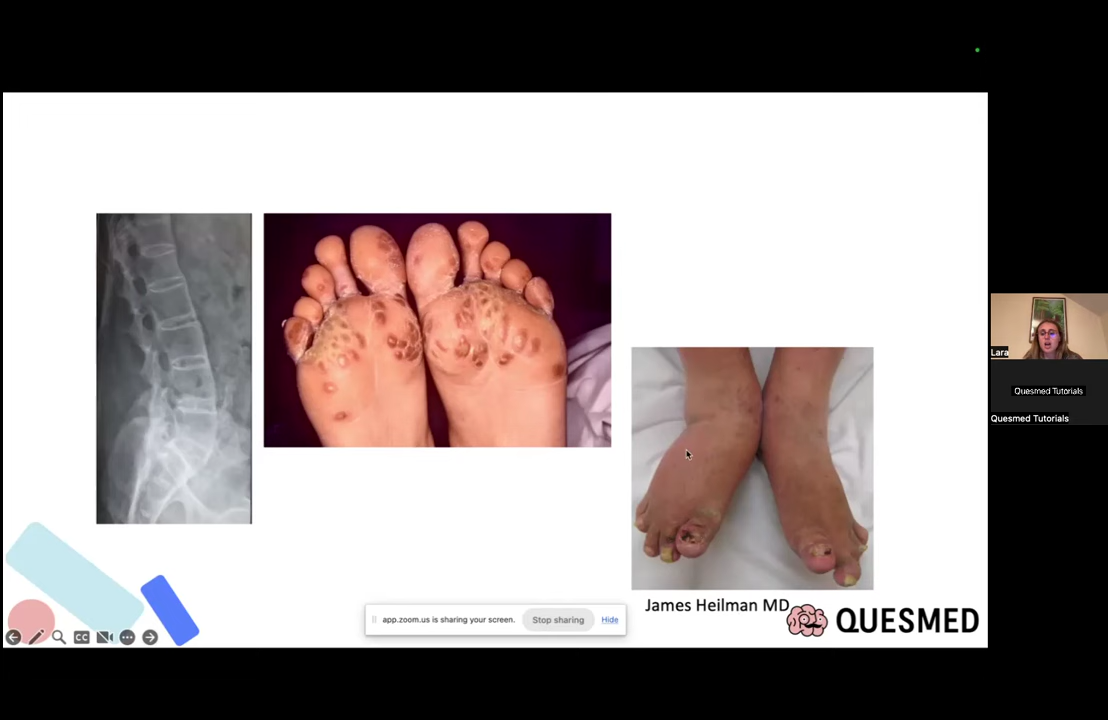 Lara
Quesmed Tutorials
Quesmed Tutorials
James Heilman MD
QUESMED
app.zoom.us is sharing your screen.
Stop sharing
Hide
CC